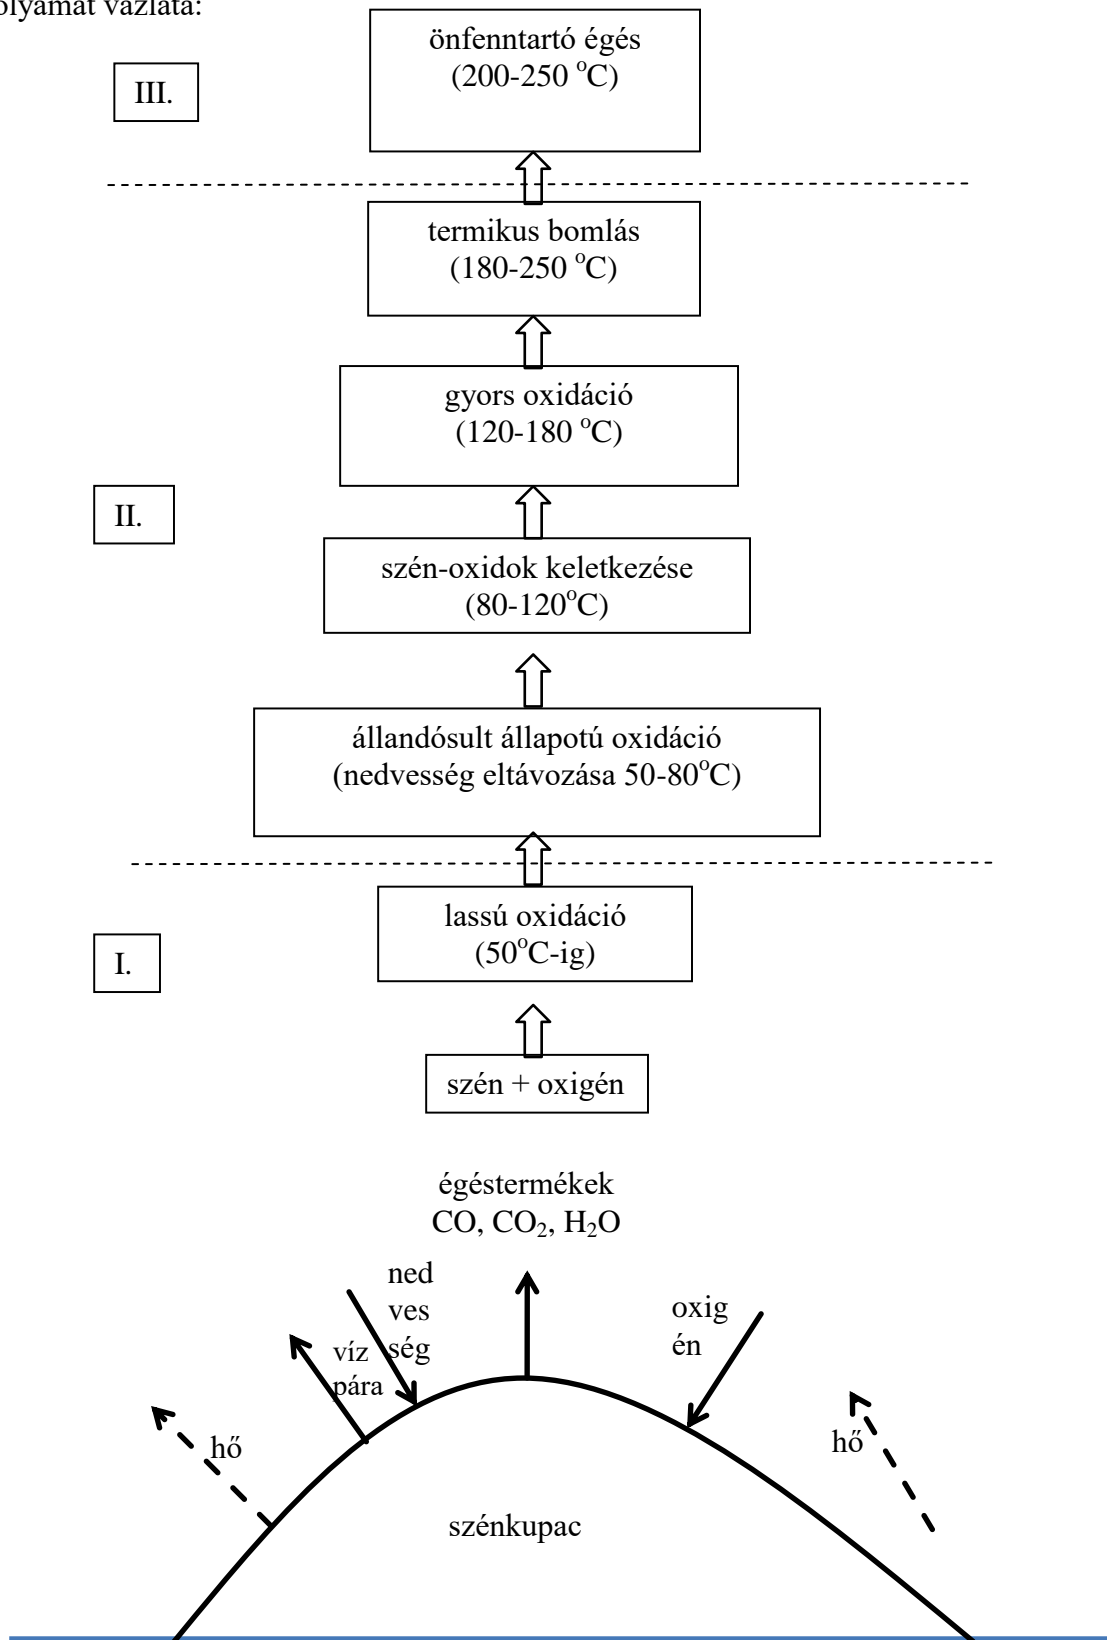 olyamat vázlata:
önfenntartó égés
(200-250 °C)
III.
termikus bomlás
(180-250 °C)
gyors oxidáció
(120-180 °C)
II.
szén-oxidok keletkezése
(80-120°C)
állandósult állapotú oxidáció
(nedvesség eltávozása 50-80°C)
lassú oxidáció
(50°C-ig)
I.
szén + oxigén
égéstermékek
CO, CO₂, H₂O
ned
ves
ség
oxig
én
víz
pára
hő
hő
szénkupac